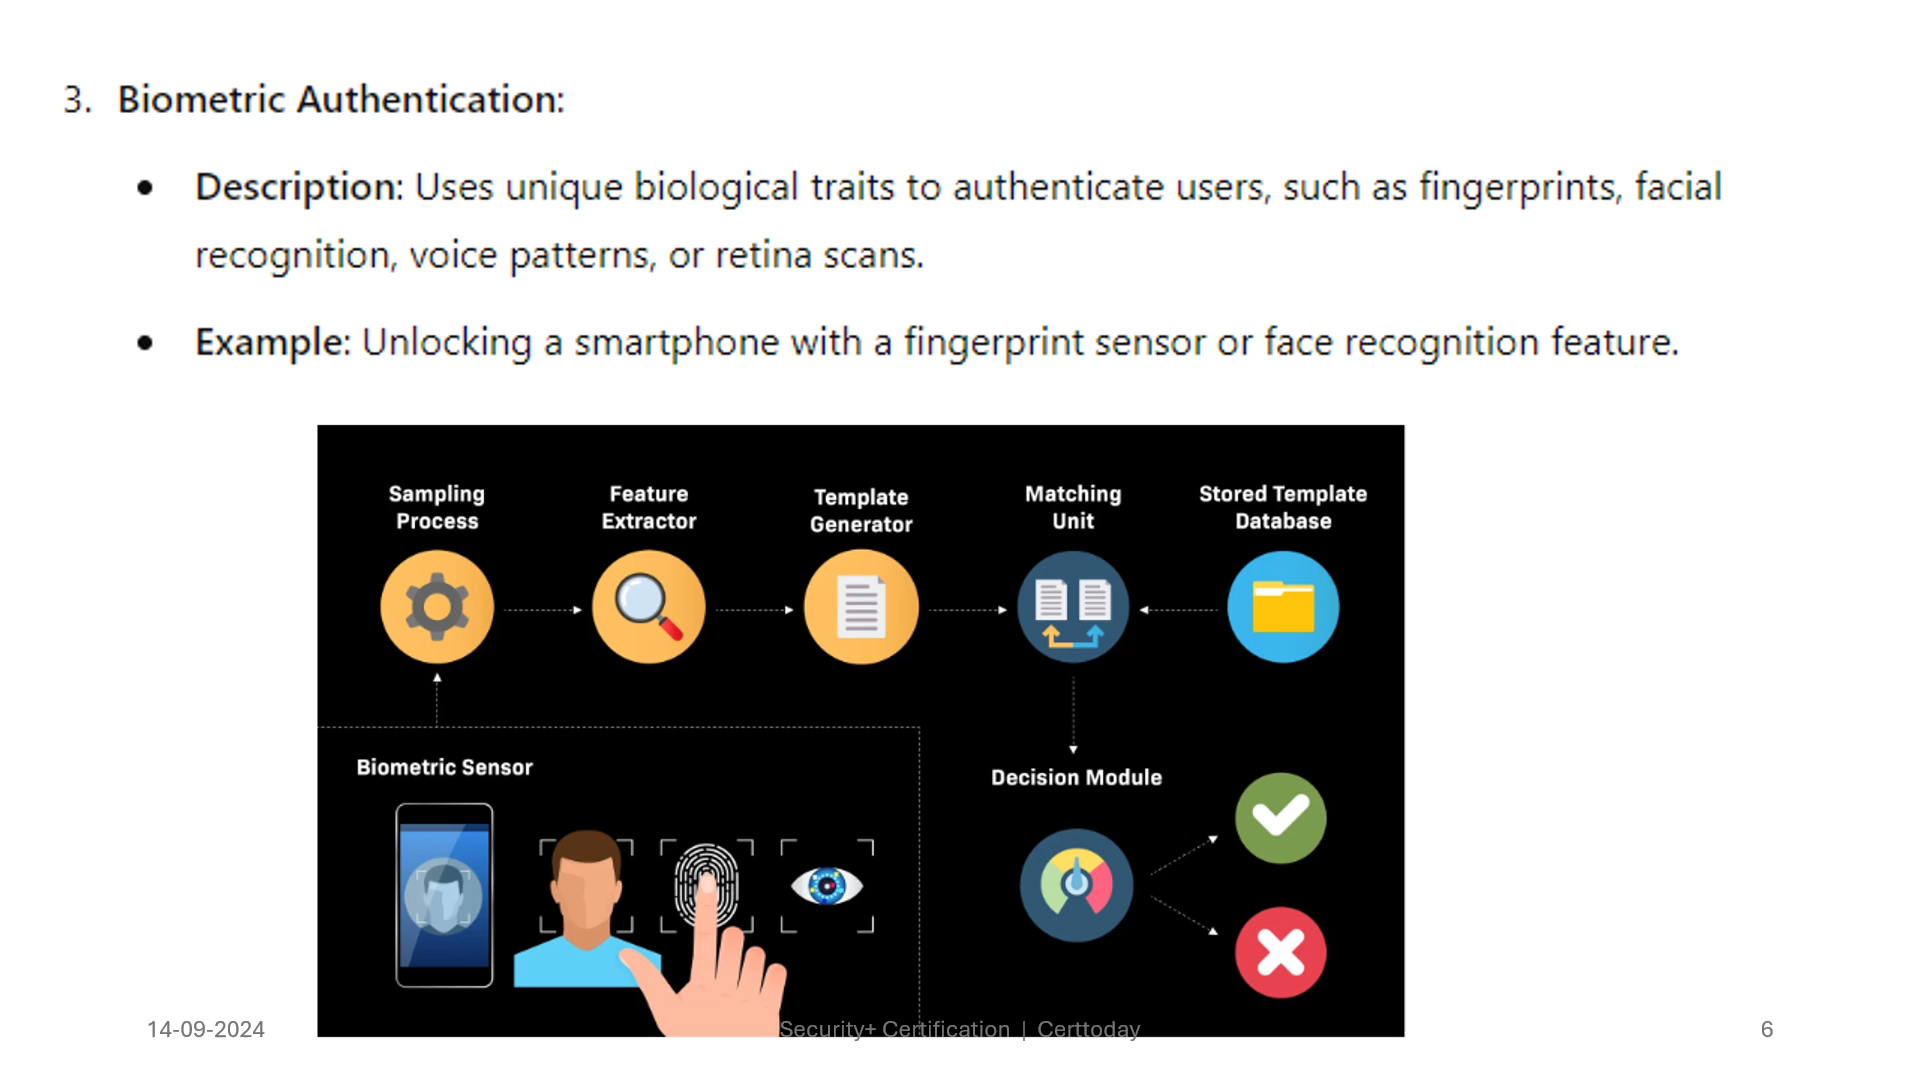 3. Biometric Authentication:
• Description: Uses unique biological traits to authenticate users, such as fingerprints, facial
recognition, voice patterns, or retina scans.
• Example: Unlocking a smartphone with a fingerprint sensor or face recognition feature.
Sampling
Process
Feature
Extractor
Template
Generator
Matching
Unit
Stored Template
Database
Biometric Sensor
Decision Module
14-09-2024
Security+ Certification | Certtoday
6